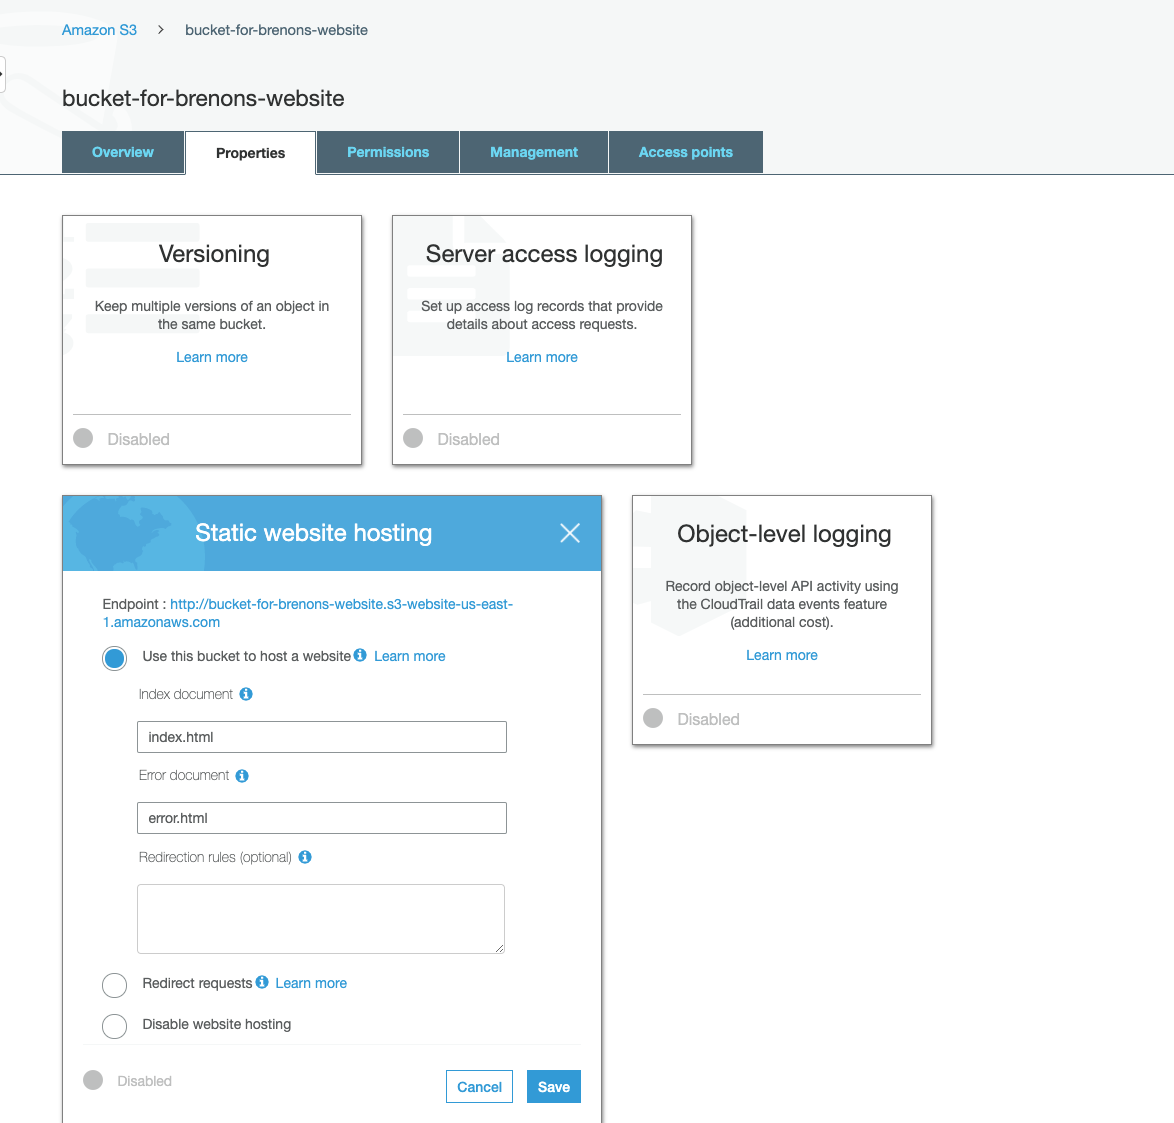 Amazon S3 > bucket-for-brenons-website
bucket-for-brenons-website
Overview Properties Permissions Management Access points
Versioning
Keep multiple versions of an object in
the same bucket.
Learn more
Disabled
Server access logging
Set up access log records that provide
details about access requests.
Learn more
Disabled
Static website hosting
Endpoint : http://bucket-for-brenons-website.s3-website-us-east-
1.amazonaws.com
Use this bucket to host a website Learn more
Index document
index.html
Error document
error.html
Redirection rules (optional)
Redirect requests Learn more
Disable website hosting
Disabled
Cancel Save
Object-level logging
Record object-level API activity using
the CloudTrail data events feature
(additional cost).
Learn more
Disabled